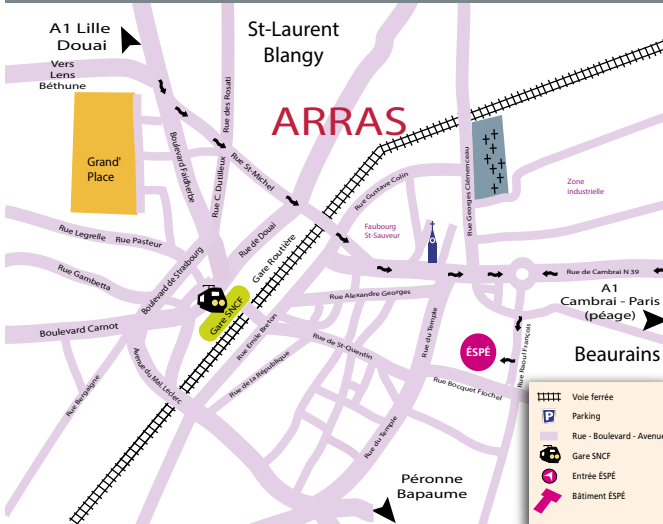 A1 Lille
Douai
St-Laurent
Blangy
Vers
Lens
Béthune
ARRAS
Rue des Rosati
Boulevard Faidherbe
Rue C. Dutilleux
Rue St-Michel
Grand'
Place
Rue Gustave Colin
Rue Georges Clémenceau
Zone
industrielle
Rue Legrelle
Rue Pasteur
Rue de Douai
Faubourg
St-Sauveur
Rue Gambetta
Boulevard de Strasbourg
Gare Routière
Rue de Cambrai N 39
Gare SNCF
Rue Alexandre Georges
A1
Cambrai - Paris
(péage)
Boulevard Carnot
Rue Emile Breton
Rue de St-Quentin
Rue du Temple
Rue Raoul François
ÉSPÉ
Beaurains
Rue Bergaigne
Avenue du Mal Leclerc
Rue de la République
Rue Bocquet Flochel
Rue du Temple
Péronne
Bapaume
Voie ferrée
P
Parking
Rue - Boulevard - Avenue
Gare SNCF
Entrée ÉSPÉ
Bâtiment ÉSPÉ